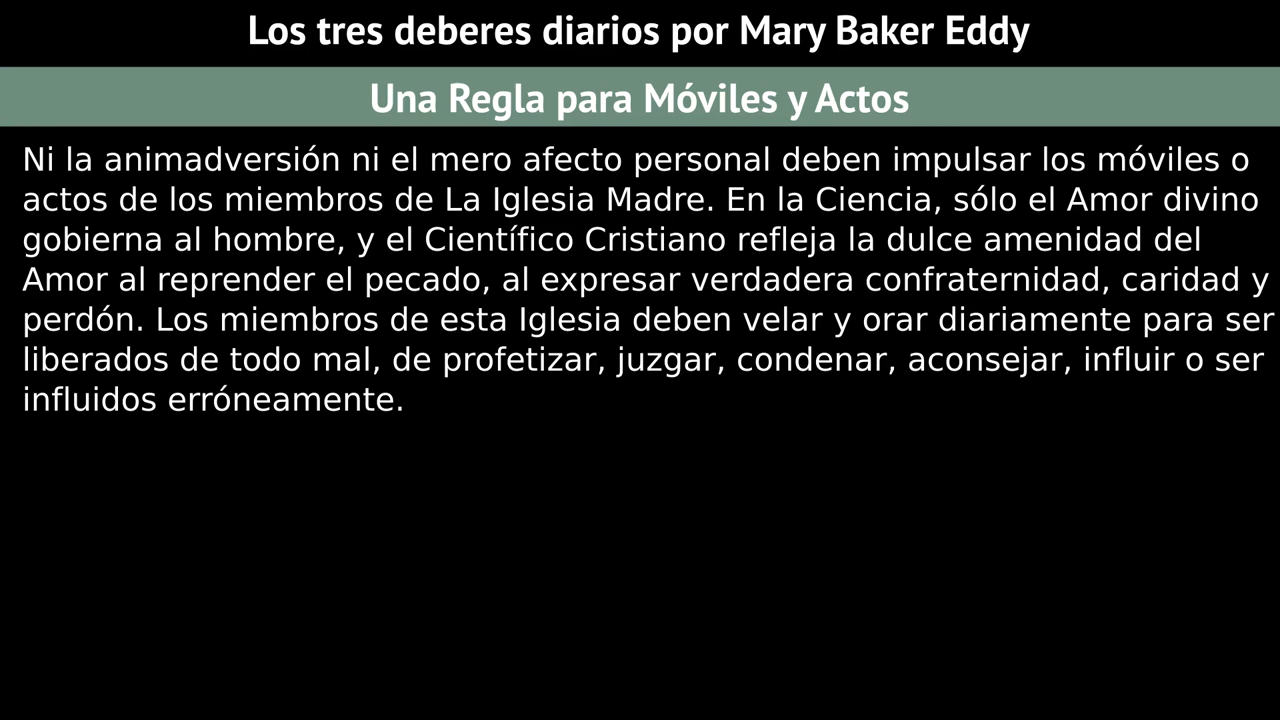 Los tres deberes diarios por Mary Baker Eddy
Una Regla para Móviles y Actos
Ni la animadversión ni el mero afecto personal deben impulsar los móviles o
actos de los miembros de La Iglesia Madre. En la Ciencia, sólo el Amor divino
gobierna al hombre, y el Científico Cristiano refleja la dulce amenidad del
Amor al reprender el pecado, al expresar verdadera confraternidad, caridad y
perdón. Los miembros de esta Iglesia deben velar y orar diariamente para ser
liberados de todo mal, de profetizar, juzgar, condenar, aconsejar, influir o ser
influidos erróneamente.